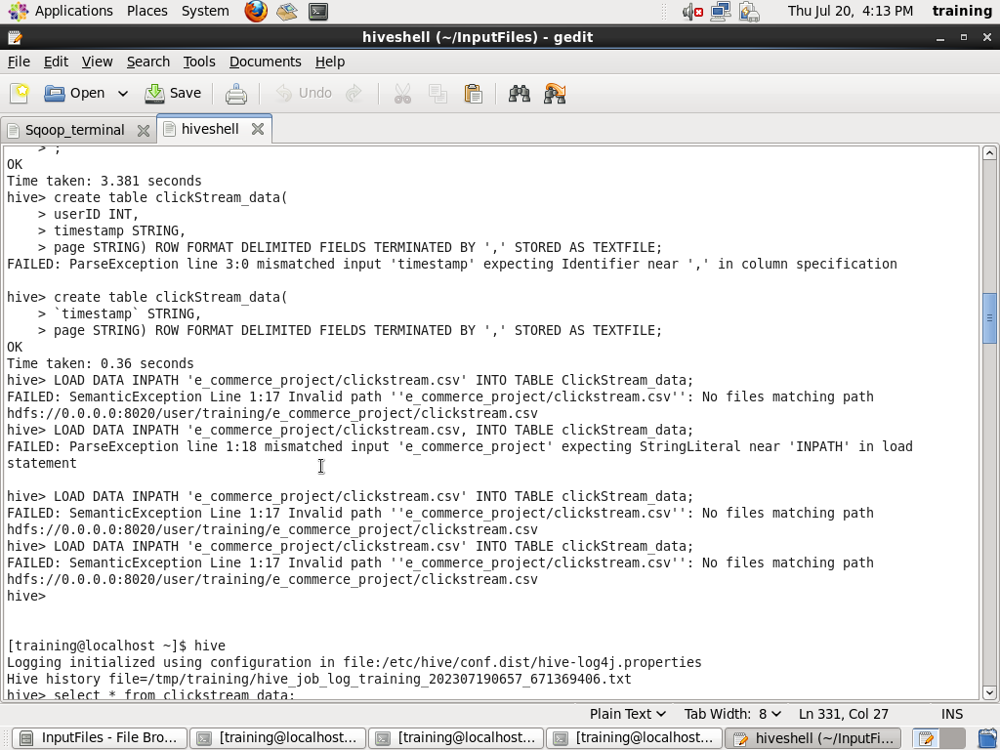 Applications Places System Thu Jul 20, 4:13 PM training
hiveshell (~/InputFiles) - gedit
File Edit View Search Tools Documents Help
Open Save Undo
Sqoop_terminal hiveshell
    > ;
OK
Time taken: 3.381 seconds
hive> create table clickStream_data(
    > userID INT,
    > timestamp STRING,
    > page STRING) ROW FORMAT DELIMITED FIELDS TERMINATED BY ',' STORED AS TEXTFILE;
FAILED: ParseException line 3:0 mismatched input 'timestamp' expecting Identifier near ',' in column specification
hive> create table clickStream_data(
    > `timestamp` STRING,
    > page STRING) ROW FORMAT DELIMITED FIELDS TERMINATED BY ',' STORED AS TEXTFILE;
OK
Time taken: 0.36 seconds
hive> LOAD DATA INPATH 'e_commerce_project/clickstream.csv' INTO TABLE ClickStream_data;
FAILED: SemanticException Line 1:17 Invalid path ''e_commerce_project/clickstream.csv'': No files matching path
hdfs://0.0.0.0:8020/user/training/e_commerce_project/clickstream.csv
hive> LOAD DATA INPATH 'e_commerce_project/clickstream.csv, INTO TABLE clickStream_data;
FAILED: ParseException line 1:18 mismatched input 'e_commerce_project' expecting StringLiteral near 'INPATH' in load
statement
hive> LOAD DATA INPATH 'e_commerce_project/clickstream.csv' INTO TABLE clickStream_data;
FAILED: SemanticException Line 1:17 Invalid path ''e_commerce_project/clickstream.csv'': No files matching path
hdfs://0.0.0.0:8020/user/training/e_commerce_project/clickstream.csv
hive> LOAD DATA INPATH 'e_commerce_project/clickstream.csv' INTO TABLE clickStream_data;
FAILED: SemanticException Line 1:17 Invalid path ''e_commerce_project/clickstream.csv'': No files matching path
hdfs://0.0.0.0:8020/user/training/e_commerce_project/clickstream.csv
hive>
[training@localhost ~]$ hive
Logging initialized using configuration in file:/etc/hive/conf.dist/hive-log4j.properties
Hive history file=/tmp/training/hive_job_log_training_202307190657_671369406.txt
hive> select * from clickstream_data;
Plain Text Tab Width: 8 Ln 331, Col 27 INS
InputFiles - File Bro... [training@localhost... [training@localhost... [training@localhost... hiveshell (~/InputFi...